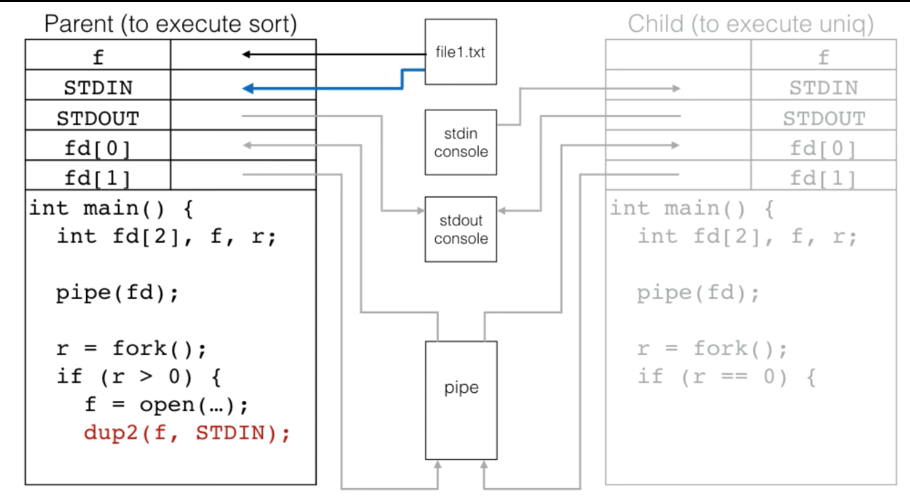 Parent (to execute sort)
f
STDIN
STDOUT
fd[0]
fd[1]
int main() {
int fd[2], f, r;
pipe(fd);
r = fork();
if (r > 0) {
f = open(…);
dup2(f, STDIN);
file1.txt
stdin
console
stdout
console
pipe
Child (to execute uniq)
f
STDIN
STDOUT
fd[0]
fd[1]
int main() {
int fd[2], f, r;
pipe(fd);
r = fork();
if (r == 0) {